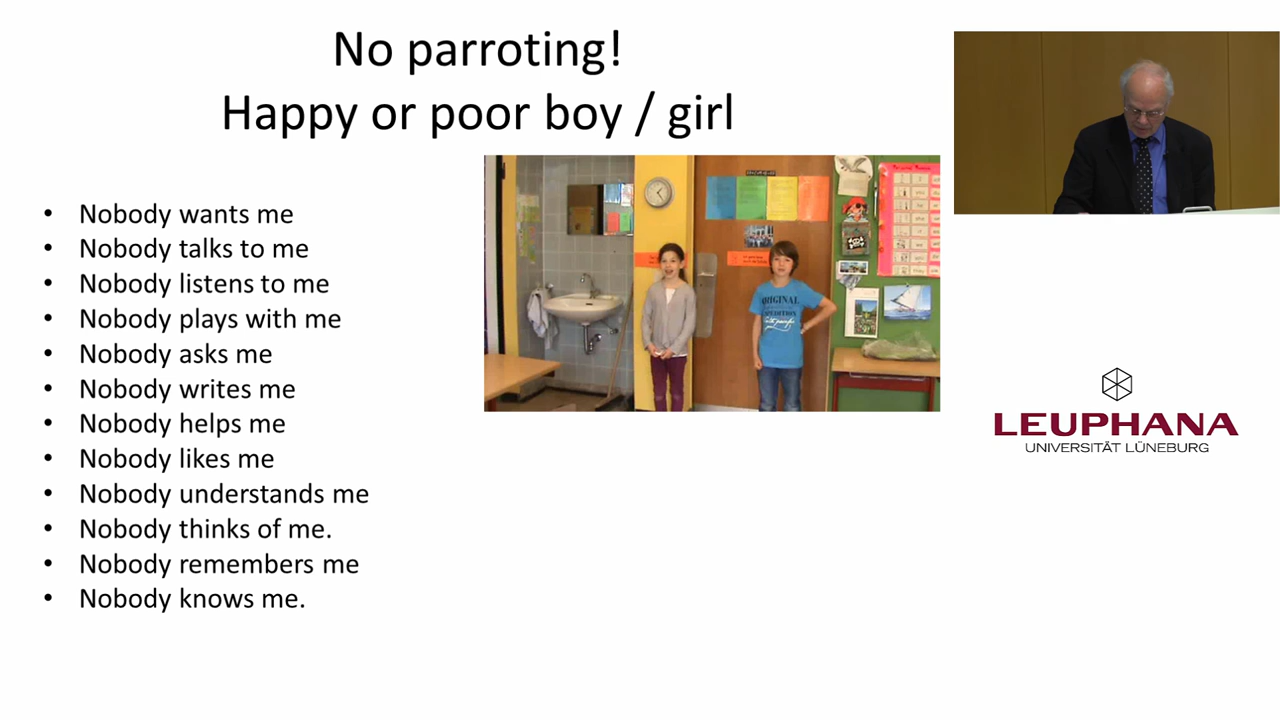 No parroting!
Happy or poor boy / girl
• Nobody wants me
• Nobody talks to me
• Nobody listens to me
• Nobody plays with me
• Nobody asks me
• Nobody writes me
• Nobody helps me
• Nobody likes me
• Nobody understands me
• Nobody thinks of me.
• Nobody remembers me
• Nobody knows me.
ORIGINAL
LEUPHANA
UNIVERSITÄT LÜNEBURG